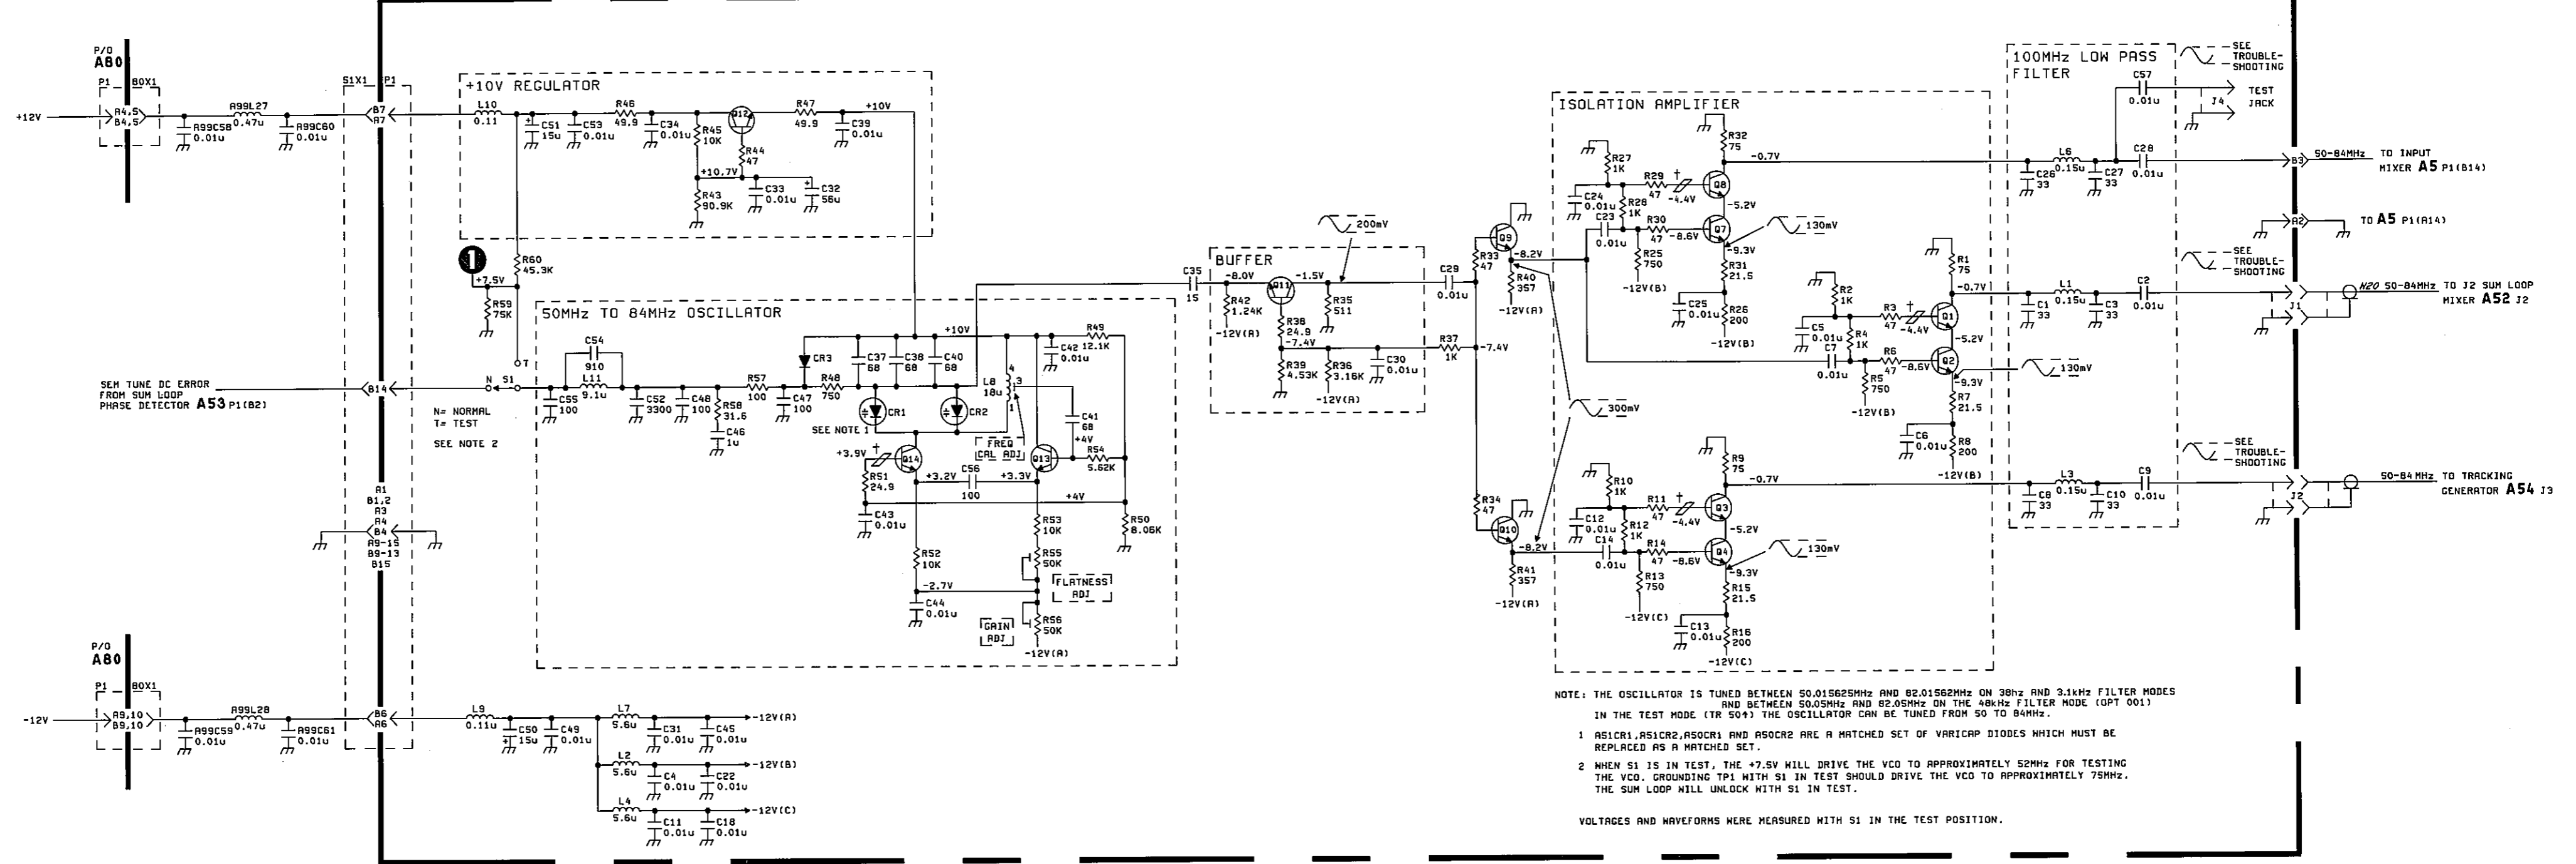 P/O
A80
P1 80X1
+12V
A4,5
B4,5
A99L27
0.47u
A99C58
0.01u
A99C60
0.01u
S1X1 P1
B7
A7
+10V REGULATOR
L10
0.11
C51
15u
C53
0.01u
R46
49.9
C34
0.01u
R45
10K
Q12
R44
47
R47
49.9
+10V
C39
0.01u
+10.7V
R43
90.9K
C33
0.01u
C32
56u
1
+7.5V
R60
45.3K
R59
75K
T
N S1
SEM TUNE DC ERROR
FROM SUM LOOP
PHASE DETECTOR A53 P1(B2)
B14
N= NORMAL
T= TEST
SEE NOTE 2
A1
B1,2
A3
A4
B4
A9-15
B9-13
B15
50MHz TO 84MHz OSCILLATOR
C54
910
L11
9.1u
C55
100
C52
3300
C48
100
R58
31.6
C46
1u
R57
100
C47
100
CR3
R48
750
C37
68
C38
68
C40
68
+10V
CR1
CR2
SEE NOTE 1
L8
18u
4
3
1
C42
0.01u
R49
12.1K
C41
68
+4V
R54
5.62K
FREQ
CAL ADJ
Q14
Q13
+3.9V
R51
24.9
+3.2V
C56
100
+3.3V
+4V
C43
0.01u
R53
10K
R50
8.06K
R52
10K
R55
50K
FLATNESS
ADJ
-2.7V
C44
0.01u
GAIN
ADJ
R56
50K
-12V(A)
BUFFER
C35
15
-8.0V
R42
1.24K
-12V(A)
Q11
-1.5V
200mV
R35
511
R38
24.9
-7.4V
R39
4.53K
R36
3.16K
-12V(A)
C30
0.01u
C29
0.01u
R37
1K
-7.4V
Q9
R33
47
-8.2V
R40
357
-12V(A)
300mV
R34
47
Q10
-8.2V
R41
357
-12V(A)
ISOLATION AMPLIFIER
R32
75
-0.7V
R27
1K
R29
47
-4.4V
Q8
C24
0.01u
R28
1K
-5.2V
C23
0.01u
R30
47
-8.6V
Q7
130mV
-9.3V
R25
750
-12V(B)
R31
21.5
C25
0.01u
R26
200
-12V(B)
R1
75
-0.7V
R2
1K
R3
47
-4.4V
Q1
C5
0.01u
R4
1K
-5.2V
C7
0.01u
R6
47
-8.6V
Q2
130mV
-9.3V
R5
750
-12V(B)
R7
21.5
C6
0.01u
R8
200
-12V(B)
R9
75
-0.7V
R10
1K
R11
47
-4.4V
Q3
C12
0.01u
R12
1K
-5.2V
C14
0.01u
R14
47
-8.6V
Q4
130mV
-9.3V
R13
750
-12V(C)
R15
21.5
C13
0.01u
R16
200
-12V(C)
100MHz LOW PASS
FILTER
C57
0.01u
L6
0.15u
C28
0.01u
C26
33
C27
33
L1
0.15u
C2
0.01u
C1
33
C3
33
L3
0.15u
C9
0.01u
C8
33
C10
33
SEE
TROUBLE-
SHOOTING
J4
TEST
JACK
B3
50-84MHz TO INPUT
MIXER A5 P1(B14)
A2
TO A5 P1(A14)
SEE
TROUBLE-
SHOOTING
J1
W20 50-84MHz TO J2 SUM LOOP
MIXER A52 J2
SEE
TROUBLE-
SHOOTING
J2
50-84 MHz TO TRACKING
GENERATOR A54 J3
P/O
A80
P1 80X1
-12V
A9,10
B9,10
A99L28
0.47u
A99C59
0.01u
A99C61
0.01u
B6
A6
L9
0.11u
C50
15u
C49
0.01u
L7
5.6u
C31
0.01u
C45
0.01u
-12V(A)
L2
5.6u
C4
0.01u
C22
0.01u
-12V(B)
L4
5.6u
C11
0.01u
C18
0.01u
-12V(C)
NOTE: THE OSCILLATOR IS TUNED BETWEEN 50.015625MHz AND 82.01562MHz ON 38hz AND 3.1kHz FILTER MODES
AND BETWEEN 50.05MHz AND 82.05MHz ON THE 48kHz FILTER MODE (OPT 001)
IN THE TEST MODE (TR 504) THE OSCILLATOR CAN BE TUNED FROM 50 TO 84MHz.
1 A51CR1,A51CR2,A50CR1 AND A50CR2 ARE A MATCHED SET OF VARICAP DIODES WHICH MUST BE
REPLACED AS A MATCHED SET.
2 WHEN S1 IS IN TEST, THE +7.5V WILL DRIVE THE VCO TO APPROXIMATELY 52MHz FOR TESTING
THE VCO. GROUNDING TP1 WITH S1 IN TEST SHOULD DRIVE THE VCO TO APPROXIMATELY 75MHz.
THE SUM LOOP WILL UNLOCK WITH S1 IN TEST.
VOLTAGES AND WAVEFORMS WERE MEASURED WITH S1 IN THE TEST POSITION.